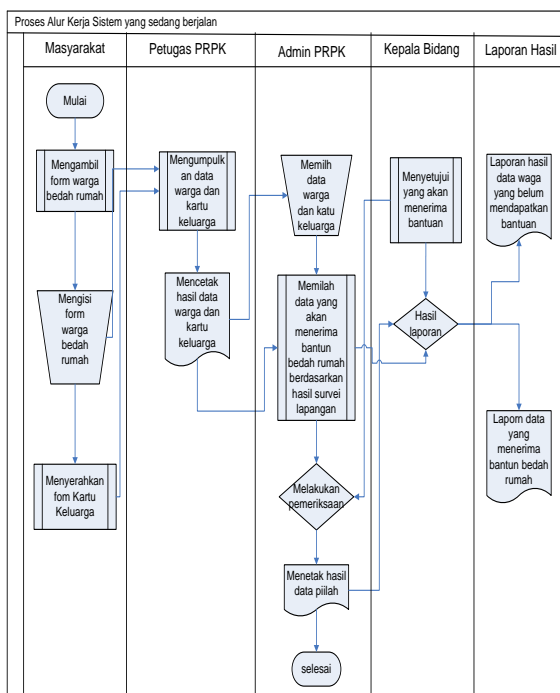 Proses Alur Kerja Sistem yang sedang berjalan
Masyarakat
Petugas PRPK
Admin PRPK
Kepala Bidang
Laporan Hasil
Mulai
Mengambil
form warga
bedah rumah
Mengisi
form
warga
bedah
rumah
Menyerahkan
fom Kartu
Keluarga
Mengumpulk
an data
warga dan
kartu
keluarga
Mencetak
hasil data
warga dan
kartu
keluarga
Memilh
data
warga
dan katu
keluarga
Memilah
data yang
akan
menerima
bantun
bedah rumah
berdasarkan
hasil survei
lapangan
Melakukan
pemeriksaan
Menetak hasil
data piilah
selesai
Menyetujui
yang akan
menerima
bantuan
Hasil
laporan
Laporan hasil
data waga
yang belum
mendapatkan
bantuan
Laporn data
yang
menerima
bantun bedah
rumah